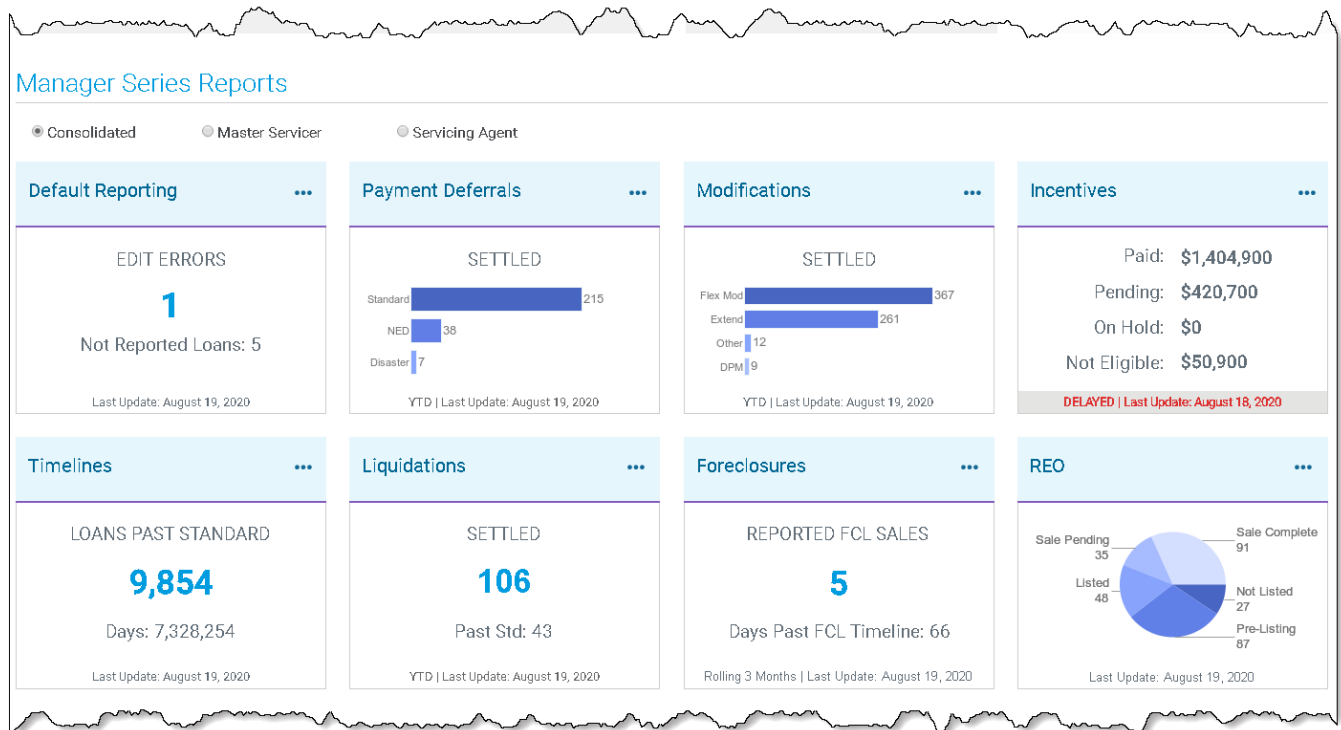 Manager Series Reports
Consolidated
Master Servicer
Servicing Agent
Default Reporting
EDIT ERRORS
1
Not Reported Loans: 5
Last Update: August 19, 2020
Payment Deferrals
SETTLED
Standard 215
NED 38
Disaster 7
YTD | Last Update: August 19, 2020
Modifications
SETTLED
Flex Mod 367
Extend 261
Other 12
DPM 9
YTD | Last Update: August 19, 2020
Incentives
Paid: $1,404,900
Pending: $420,700
On Hold: $0
Not Eligible: $50,900
DELAYED | Last Update: August 18, 2020
Timelines
LOANS PAST STANDARD
9,854
Days: 7,328,254
Last Update: August 19, 2020
Liquidations
SETTLED
106
Past Std: 43
YTD | Last Update: August 19, 2020
Foreclosures
REPORTED FCL SALES
5
Days Past FCL Timeline: 66
Rolling 3 Months | Last Update: August 19, 2020
REO
Sale Pending
35
Listed
48
Sale Complete
91
Not Listed
27
Pre-Listing
87
Last Update: August 19, 2020